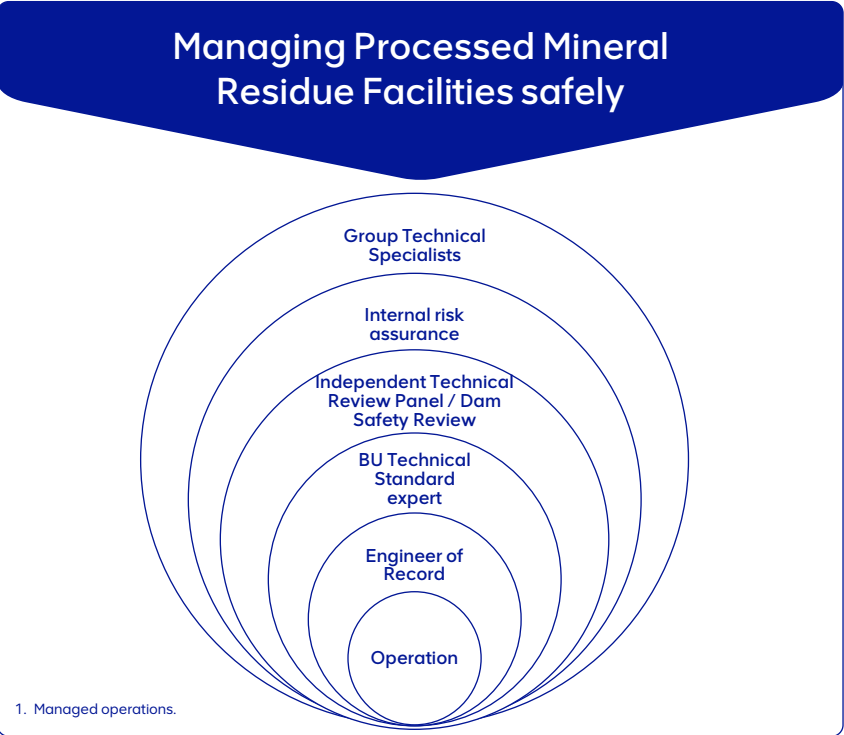 Managing Processed Mineral
Residue Facilities safely
Group Technical
Specialists
Internal risk
assurance
Independent Technical
Review Panel / Dam
Safety Review
BU Technical
Standard
expert
Engineer of
Record
Operation
1. Managed operations.